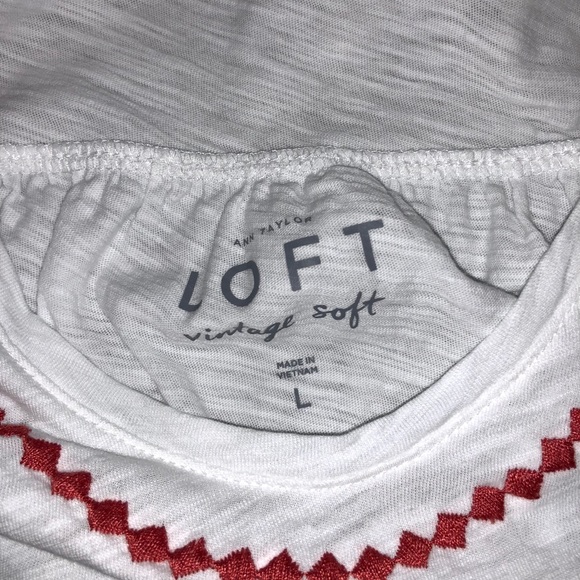 ANN TAYLOR
LOFT
vintage soft
MADE IN
VIETNAM
L